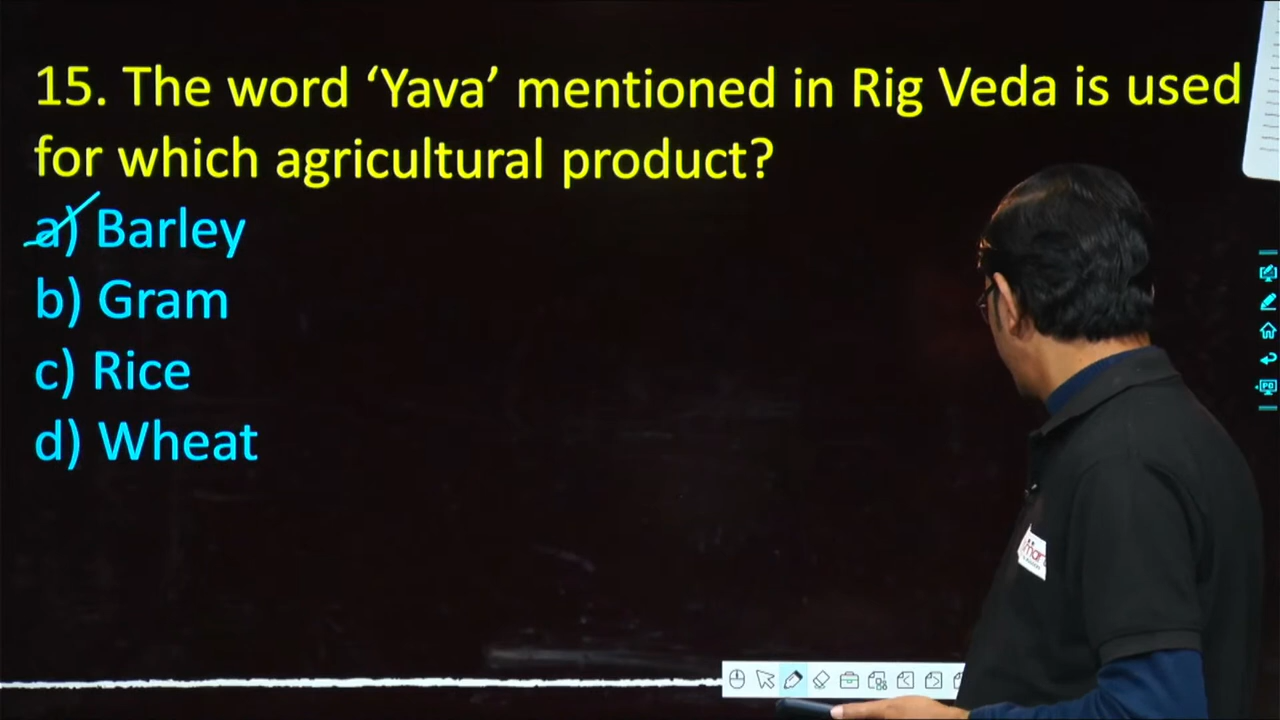 15. The word ‘Yava’ mentioned in Rig Veda is used
for which agricultural product?
a) Barley
b) Gram
c) Rice
d) Wheat